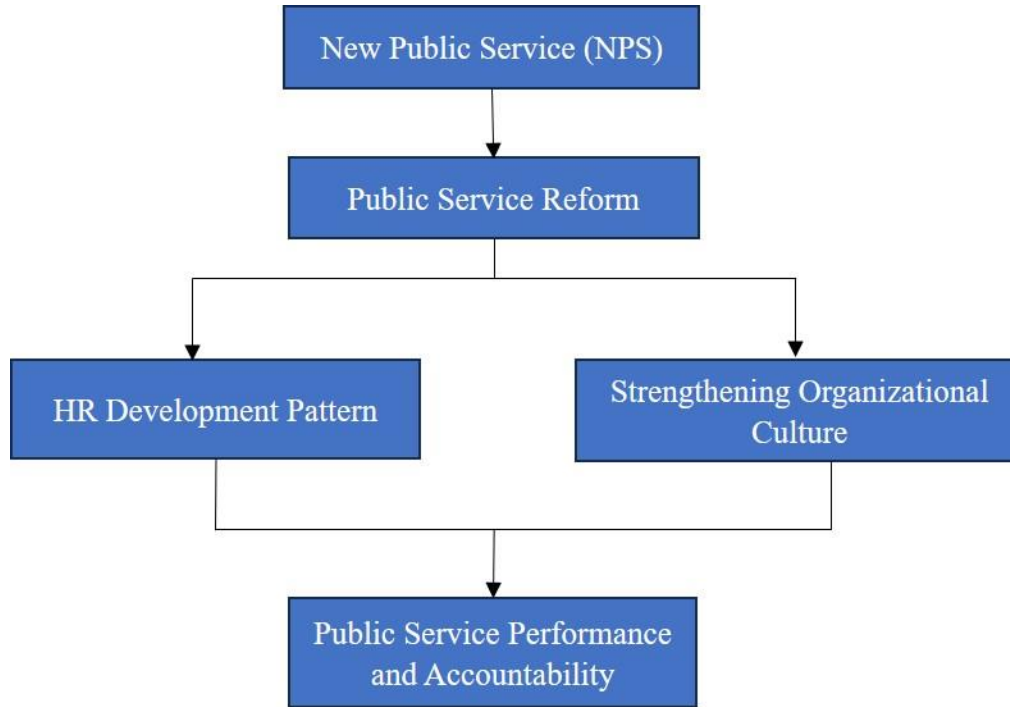 New Public Service (NPS)
Public Service Reform
HR Development Pattern
Strengthening Organizational
Culture
Public Service Performance
and Accountability